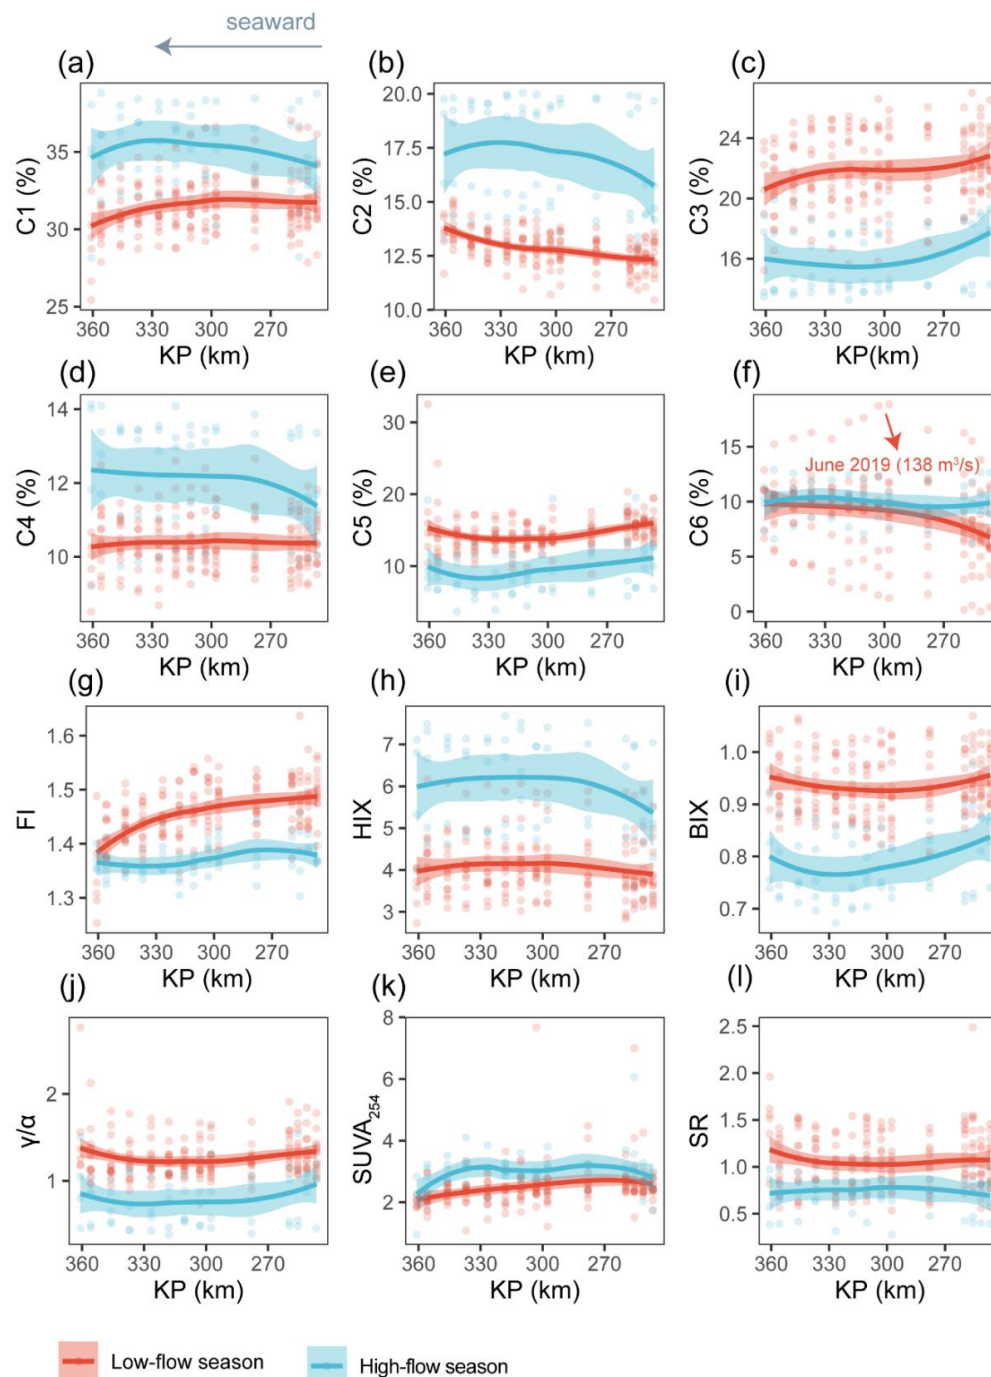 seaward
(a) (b) (c)
C1 (%) 35 30 25 360 330 300 270 KP (km)
C2 (%) 20.0 17.5 15.0 12.5 10.0 360 330 300 270 KP (km)
C3 (%) 24 20 16 360 330 300 270 KP(km)
(d) (e) (f)
C4 (%) 14 12 10 360 330 300 270 KP (km)
C5 (%) 30 20 10 360 330 300 270 KP (km)
C6 (%) 15 10 5 0 360 330 300 270 KP (km)
June 2019 (138 m³/s)
(g) (h) (i)
FI 1.6 1.5 1.4 1.3 360 330 300 270 KP (km)
HIX 7 6 5 4 3 360 330 300 270 KP (km)
BIX 1.0 0.9 0.8 0.7 360 330 300 270 KP (km)
(j) (k) (l)
γ/α 2 1 360 330 300 270 KP (km)
SUVA₂₅₄ 8 6 4 2 360 330 300 270 KP (km)
SR 2.5 2.0 1.5 1.0 0.5 360 330 300 270 KP (km)
Low-flow season High-flow season